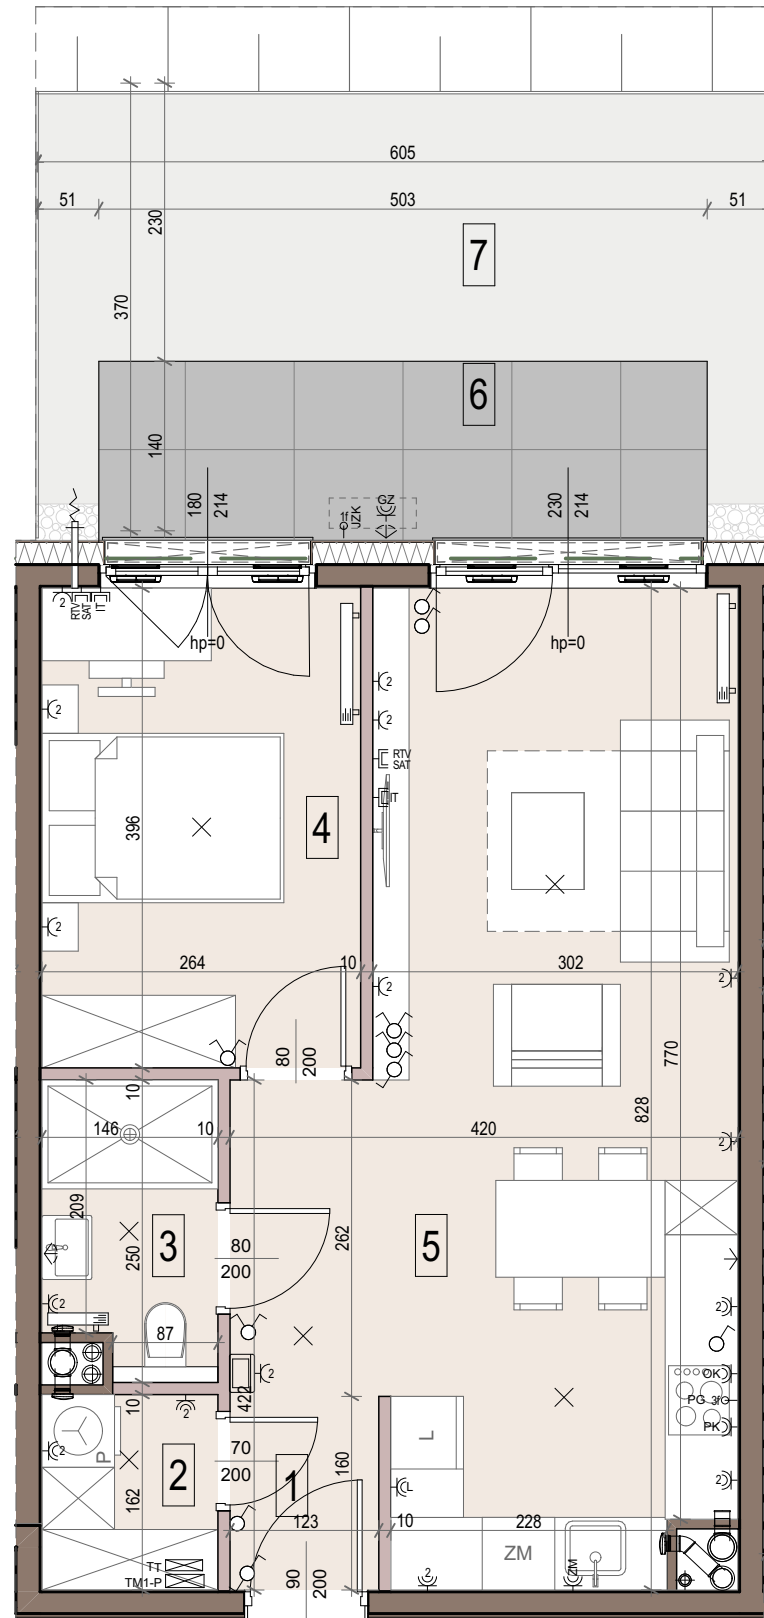 605
51
503
51
7
230
370
6
140
180
214
230
214
GZ
1f
UZK
hp=0
hp=0
2
RTV
SAT
IT
2
2
2
RTV
SAT
IT
4
396
2
264
10
302
2
2
80
200
770
828
10
146
10
420
2
209
3
250
80
200
262
5
2
2
87
2
OK
PG 3f
PK
422
10
2
2
P
L
70
200
2
1
160
162
L
2
123
10
228
ZM
2
ZM
TT
TM1-P
90
200